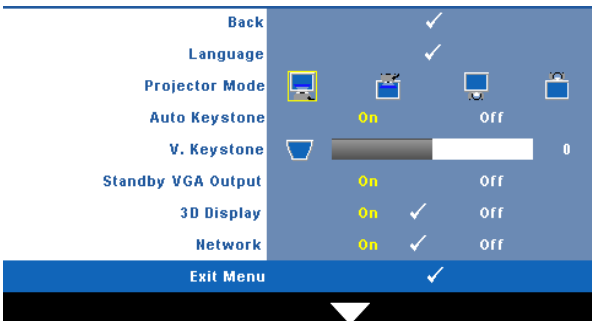 Back
Language
Projector Mode
Auto Keystone On Off
V. Keystone 0
Standby VGA Output On Off
3D Display On Off
Network On Off
Exit Menu